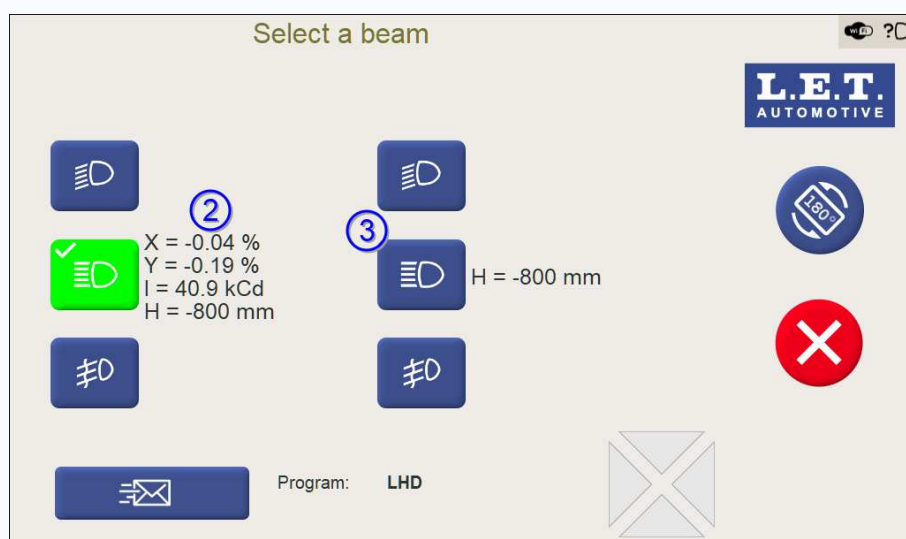 Select a beam
WiFi ?
L.E.T.
AUTOMOTIVE
2
X = -0.04 %
Y = -0.19 %
I = 40.9 kCd
H = -800 mm
3
H = -800 mm
180°
Program: LHD